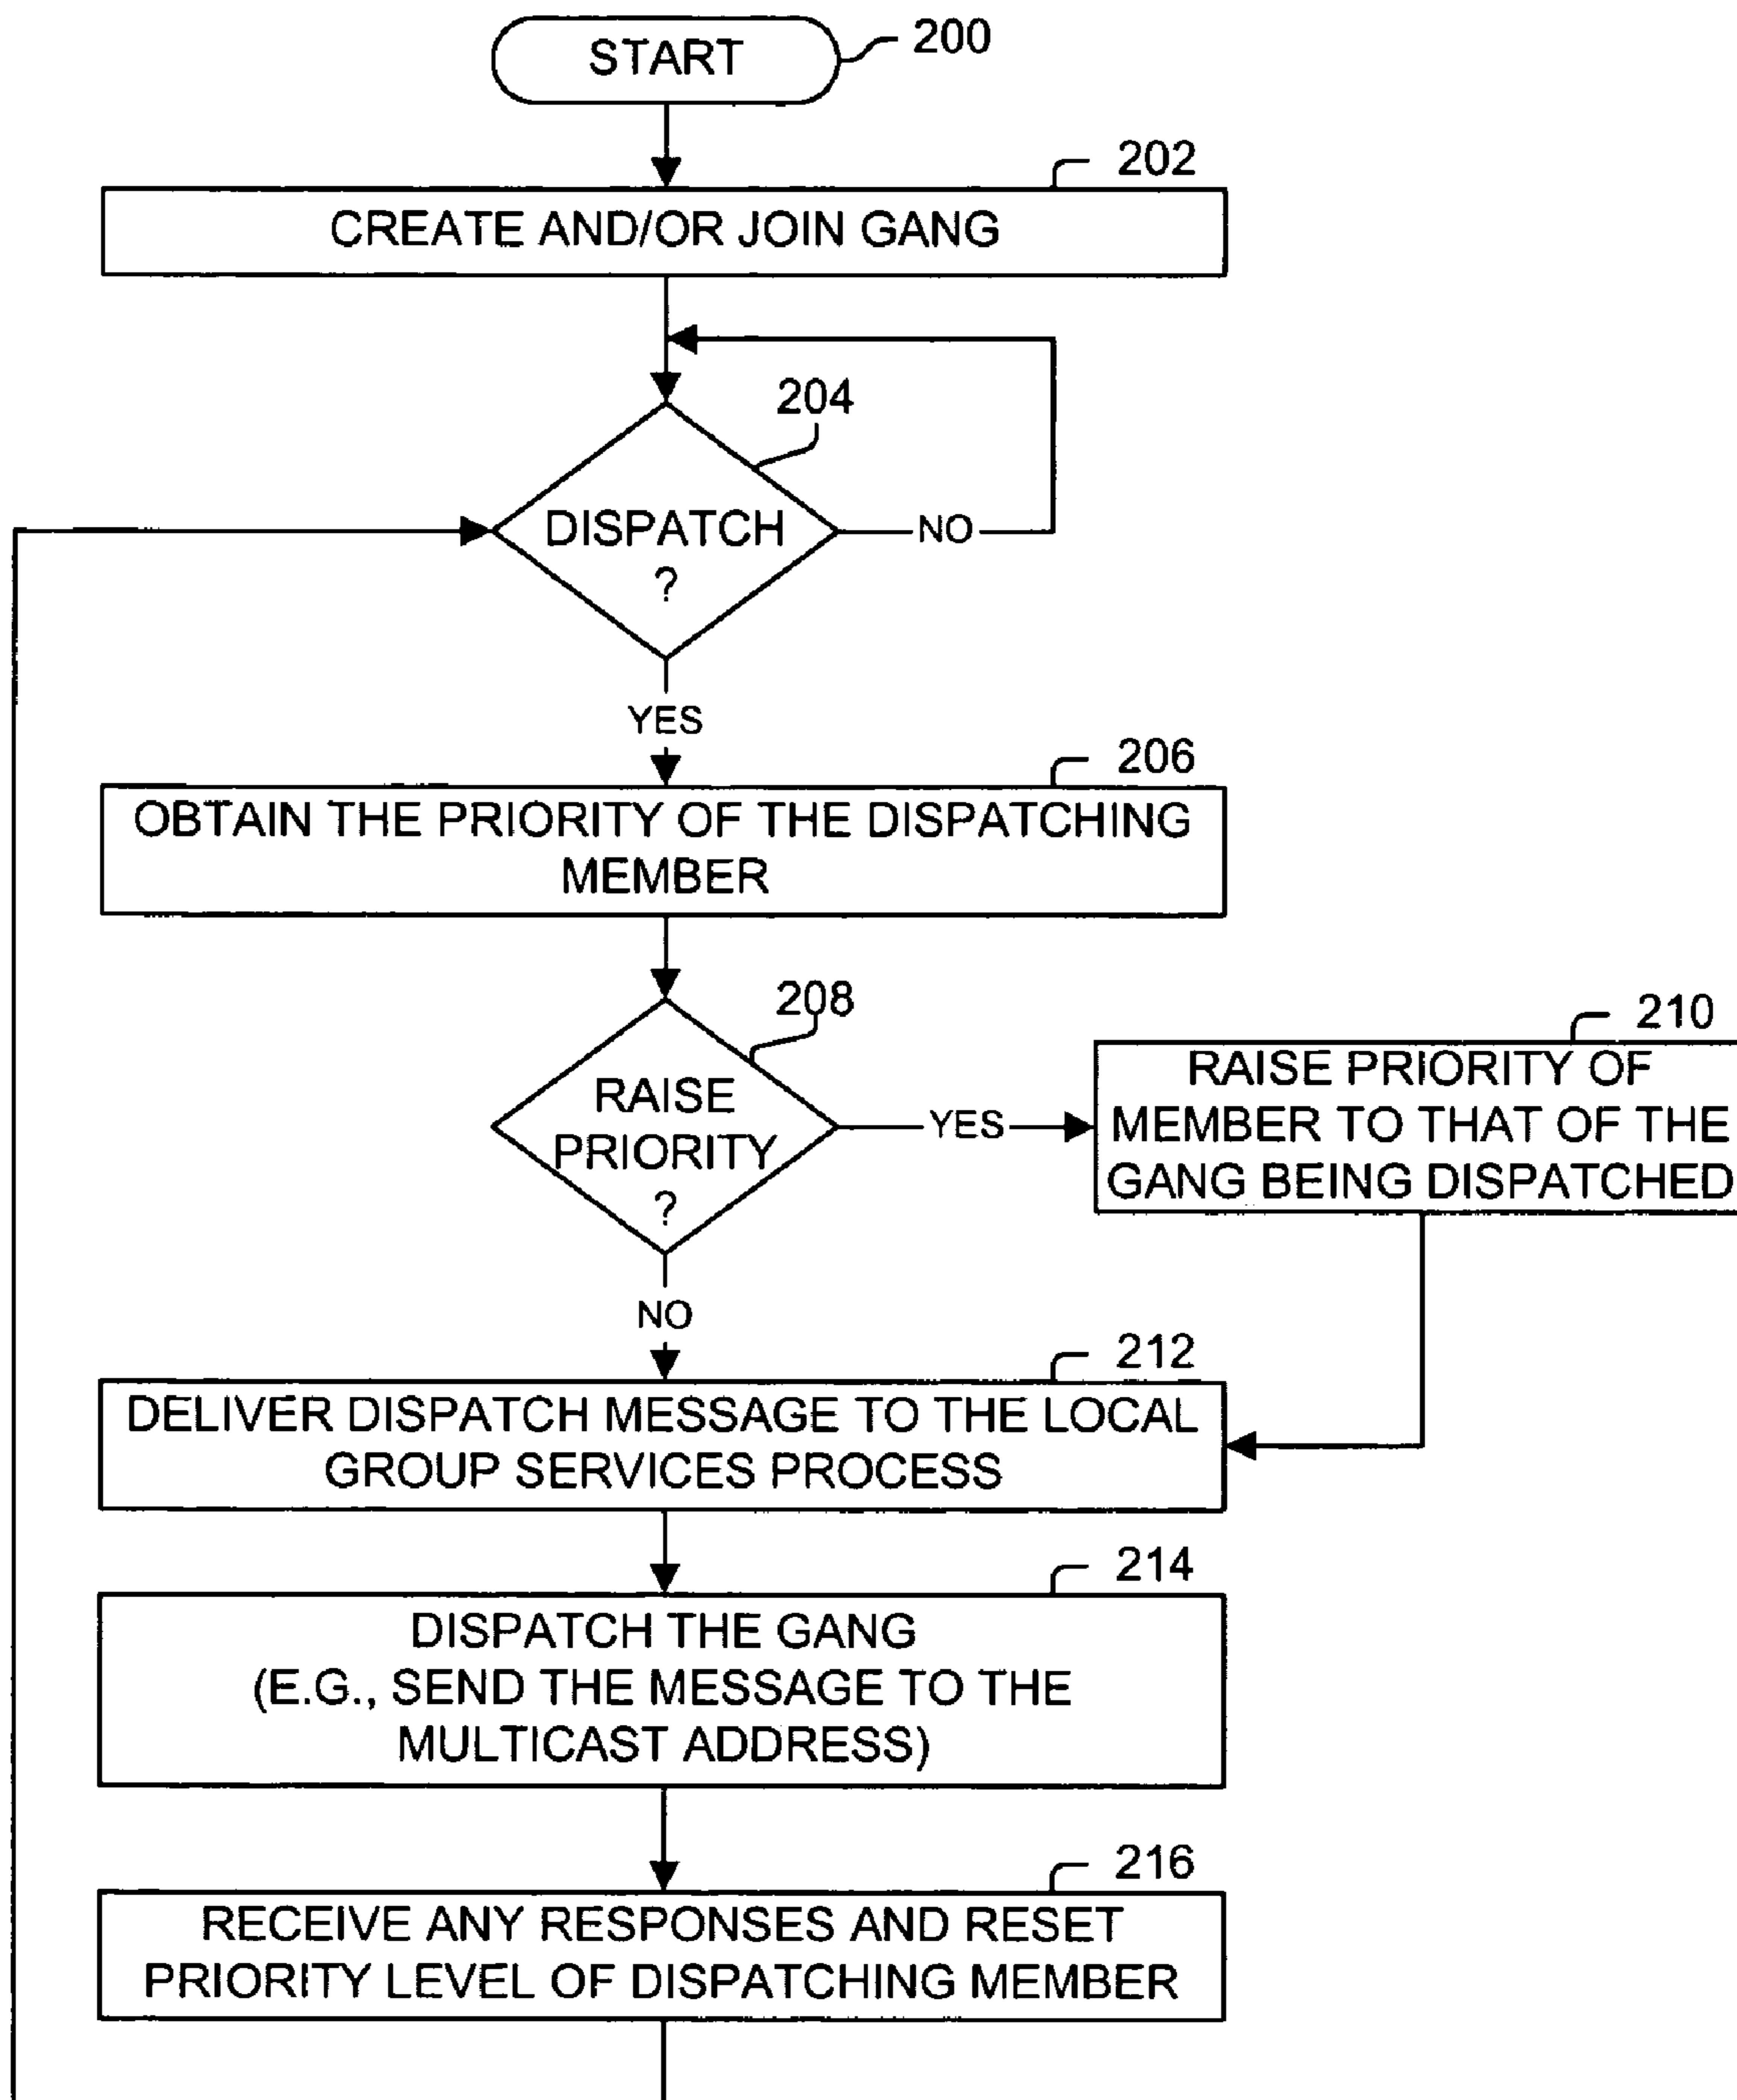 START
200
202
CREATE AND/OR JOIN GANG
204
DISPATCH
?
NO
YES
206
OBTAIN THE PRIORITY OF THE DISPATCHING
MEMBER
208
RAISE
PRIORITY
?
YES
210
RAISE PRIORITY OF
MEMBER TO THAT OF THE
GANG BEING DISPATCHED
NO
212
DELIVER DISPATCH MESSAGE TO THE LOCAL
GROUP SERVICES PROCESS
214
DISPATCH THE GANG
(E.G., SEND THE MESSAGE TO THE
MULTICAST ADDRESS)
216
RECEIVE ANY RESPONSES AND RESET
PRIORITY LEVEL OF DISPATCHING MEMBER